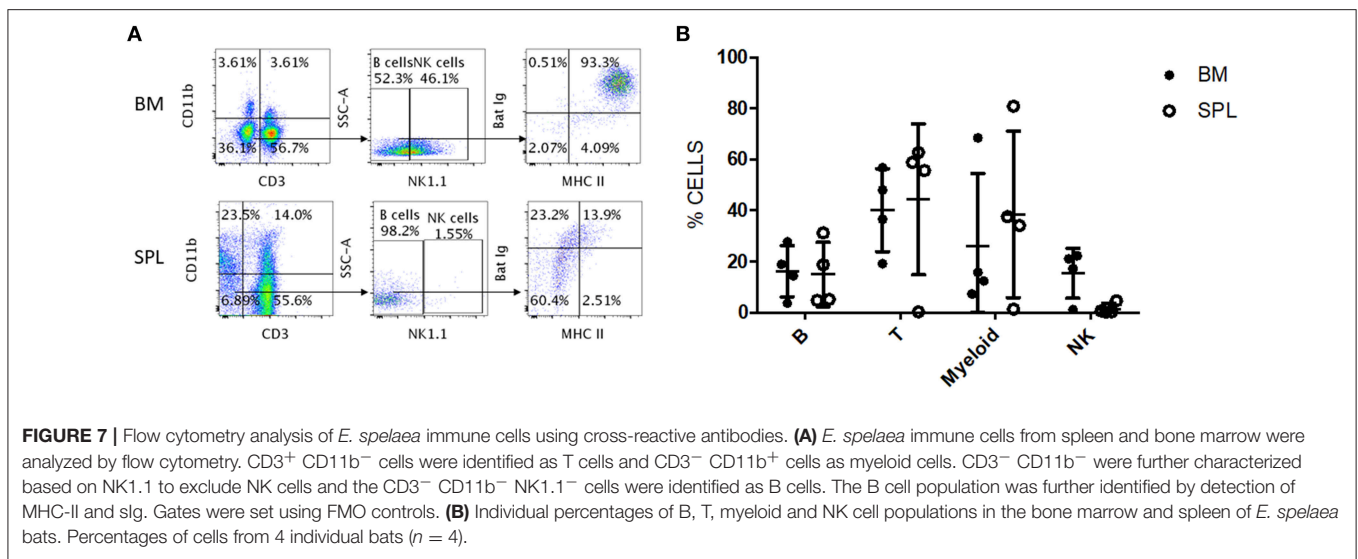 A
B
BM
3.61% 3.61%
36.1% 56.7%
CD11b
CD3
B cells NK cells
52.3% 46.1%
SSC-A
NK1.1
0.51% 93.3%
2.07% 4.09%
Bat Ig
MHC II
SPL
23.5% 14.0%
6.89% 55.6%
CD11b
CD3
B cells NK cells
98.2% 1.55%
SSC-A
NK1.1
23.2% 13.9%
60.4% 2.51%
Bat Ig
MHC II
100
80
60
40
20
0
% CELLS
B T Myeloid NK
BM
SPL
FIGURE 7 | Flow cytometry analysis of E. spelaea immune cells using cross-reactive antibodies. (A) E. spelaea immune cells from spleen and bone marrow were
analyzed by flow cytometry. CD3+ CD11b− cells were identified as T cells and CD3− CD11b+ cells as myeloid cells. CD3− CD11b− were further characterized
based on NK1.1 to exclude NK cells and the CD3− CD11b− NK1.1− cells were identified as B cells. The B cell population was further identified by detection of
MHC-II and sIg. Gates were set using FMO controls. (B) Individual percentages of B, T, myeloid and NK cell populations in the bone marrow and spleen of E. spelaea
bats. Percentages of cells from 4 individual bats (n = 4).